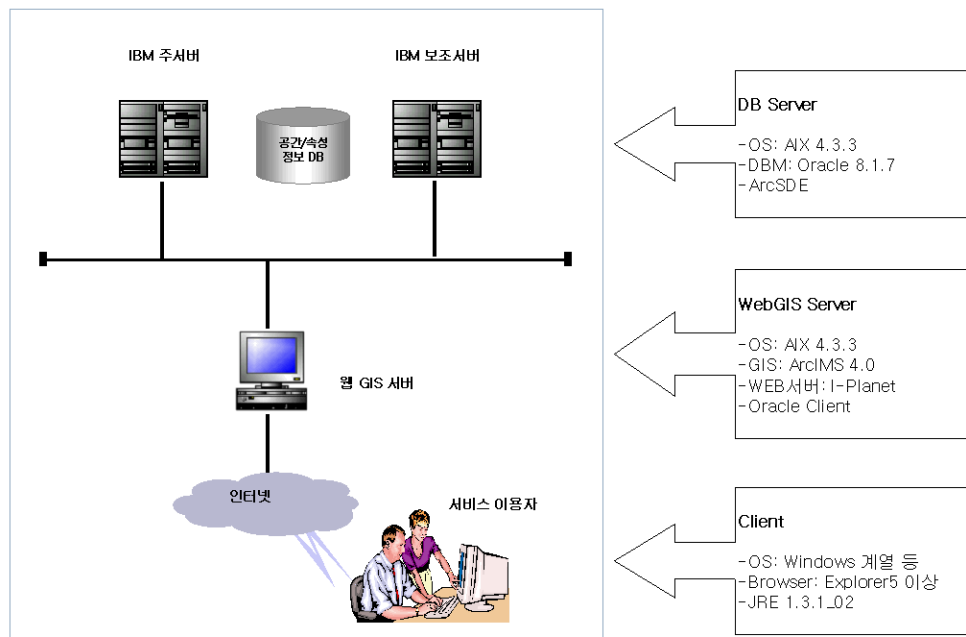 IBM 주서버
IBM 보조서버
공간/속성
정보 DB
웹 GIS 서버
인터넷
서비스 이용자
DB Server
-OS: AIX 4.3.3
-DBM: Oracle 8.1.7
-ArcSDE
WebGIS Server
-OS: AIX 4.3.3
-GIS: ArcIMS 4.0
-WEB서버: I-Planet
-Oracle Client
Client
-OS: Windows 계열 등
-Browser: Explorer5 이상
-JRE 1.3.1_02